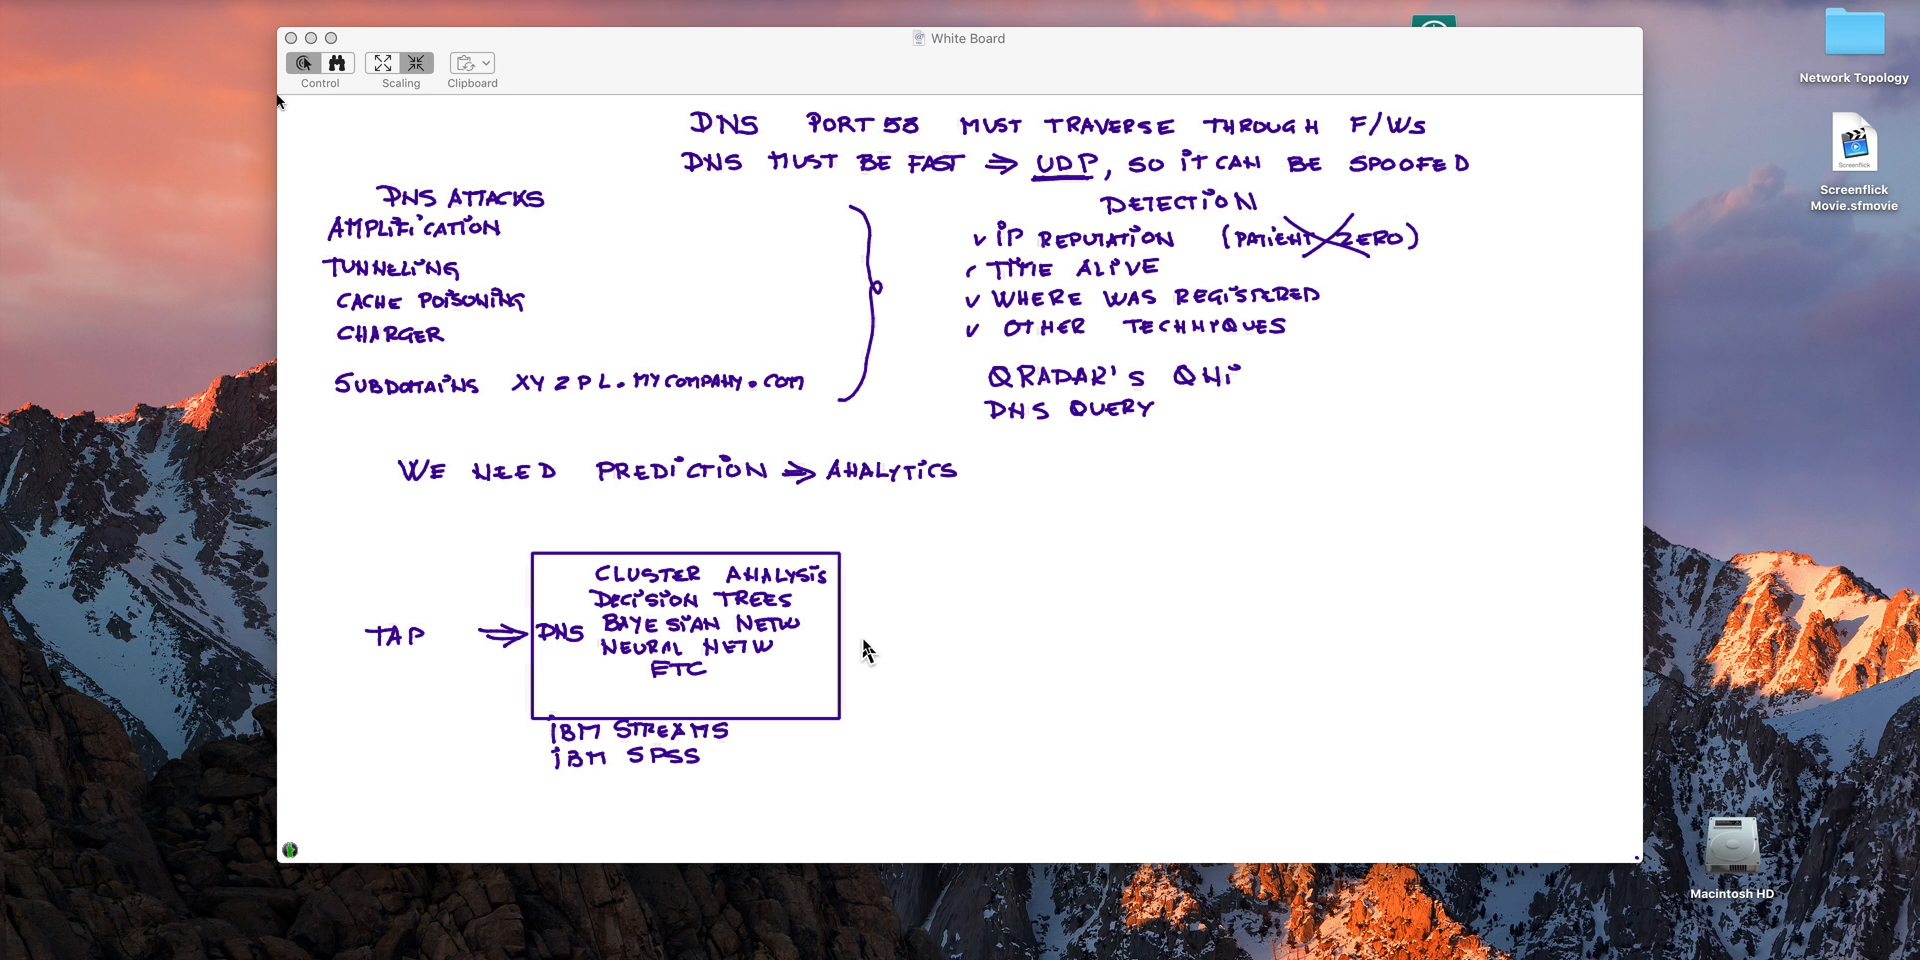 White Board
Control
Scaling
Clipboard
DNS PORT 53 MUST TRAVERSE THROUGH F/WS
DNS MUST BE FAST ⇒ UDP, SO IT CAN BE SPOOFED
DNS ATTACKS
AMPLIFICATION
TUNNELING
CACHE POISONING
CHARGER
SUBDOMAINS XYZPL.MYCOMPANY.COM
DETECTION
✓ IP REPUTATION (PATIENT ZERO)
✓ TIME ALIVE
✓ WHERE WAS REGISTERED
✓ OTHER TECHNYQUES
QRADAR'S QNI
DNS QUERY
WE NEED PREDICTION ⇒ ANALYTICS
TAP ⇒ DNS
CLUSTER ANALYSIS
DECISION TREES
BAYESIAN NETW
NEURAL NETW
ETC
IBM STREAMS
IBM SPSS
Network Topology
Screenflick
Screenflick
Movie.sfmovie
Macintosh HD